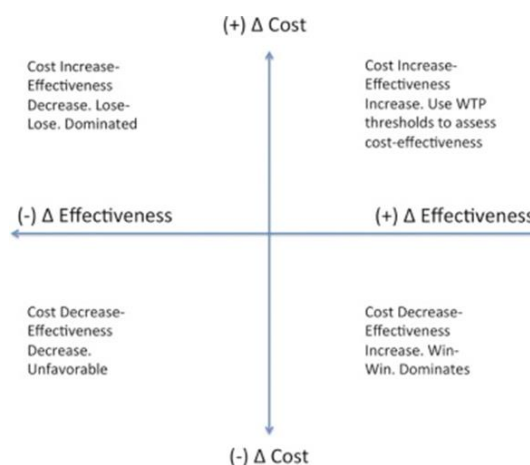 (+) Δ Cost
Cost Increase-
Effectiveness
Decrease. Lose-
Lose. Dominated
Cost Increase-
Effectiveness
Increase. Use WTP
thresholds to assess
cost-effectiveness
(-) Δ Effectiveness
(+) Δ Effectiveness
Cost Decrease-
Effectiveness
Decrease.
Unfavorable
Cost Decrease-
Effectiveness
Increase. Win-
Win. Dominates
(-) Δ Cost